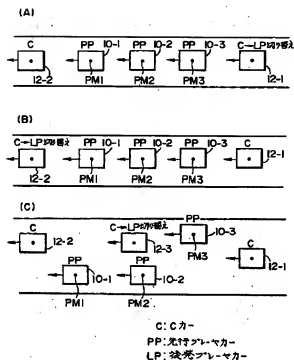 (A)
C PP 10-1 PP 10-2 PP 10-3 C→LP切り替え
12-2 PM1 PM2 PM3 12-1
(B)
C→LP切り替え PP 10-1 PP 10-2 PP 10-3 C
12-2 PM1 PM2 PM3 12-1
(C)
PP
C 12-2 C→LP切り替え 12-3 10-3 C
PM3 12-1
PP 10-1 PP 10-2
PM1 PM2
C: Cカー
PP: 先行プレーヤカー
LP: 後発プレーヤカー